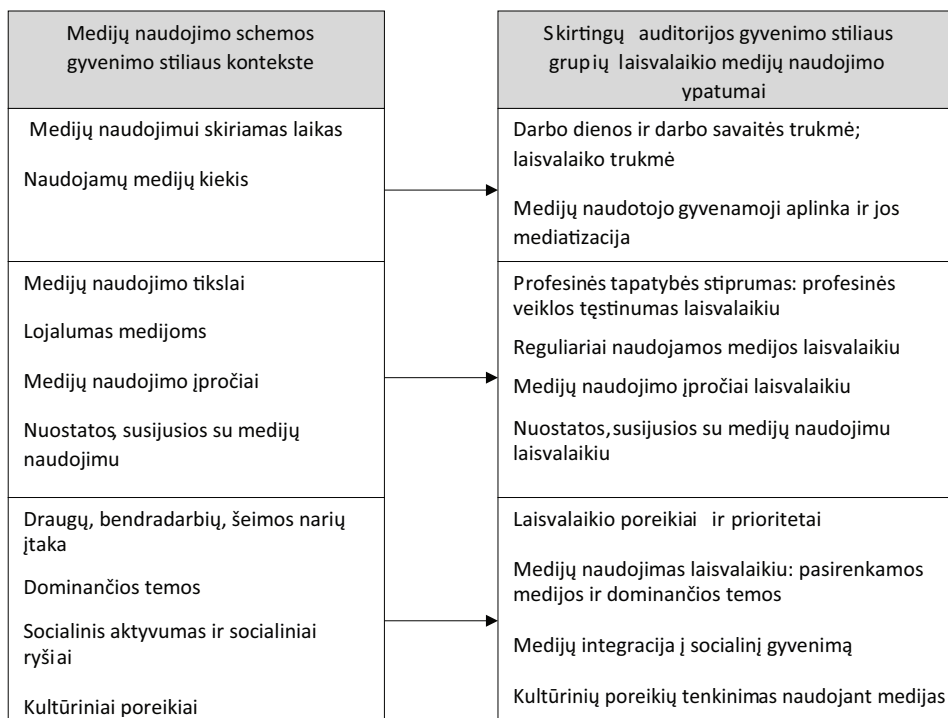 Medijų naudojimo schemos
gyvenimo stiliaus kontekste
Medijų naudojimui skiriamas laikas
Naudojamų medijų kiekis
Medijų naudojimo tikslai
Lojalumas medijoms
Medijų naudojimo įpročiai
Nuostatos, susijusios su medijų
naudojimu
Draugų, bendradarbių, šeimos narių
įtaka
Dominančios temos
Socialinis aktyvumas ir socialiniai
ryšiai
Kultūriniai poreikiai
Skirtingų auditorijos gyvenimo stiliaus
grupių laisvalaikio medijų naudojimo
ypatumai
Darbo dienos ir darbo savaitės trukmė;
laisvalaiko trukmė
Medijų naudotojo gyvenamoji aplinka ir jos
mediatizacija
Profesinės tapatybės stiprumas: profesinės
veiklos tęstinumas laisvalaikiu
Reguliariai naudojamos medijos laisvalaikiu
Medijų naudojimo įpročiai laisvalaikiu
Nuostatos,susijusios su medijų naudojimu
laisvalaikiu
Laisvalaikio poreikiai ir prioritetai
Medijų naudojimas laisvalaikiu: pasirenkamos
medijos ir dominančios temos
Medijų integracija į socialinį gyvenimą
Kultūrinių poreikių tenkinimas naudojant medijas